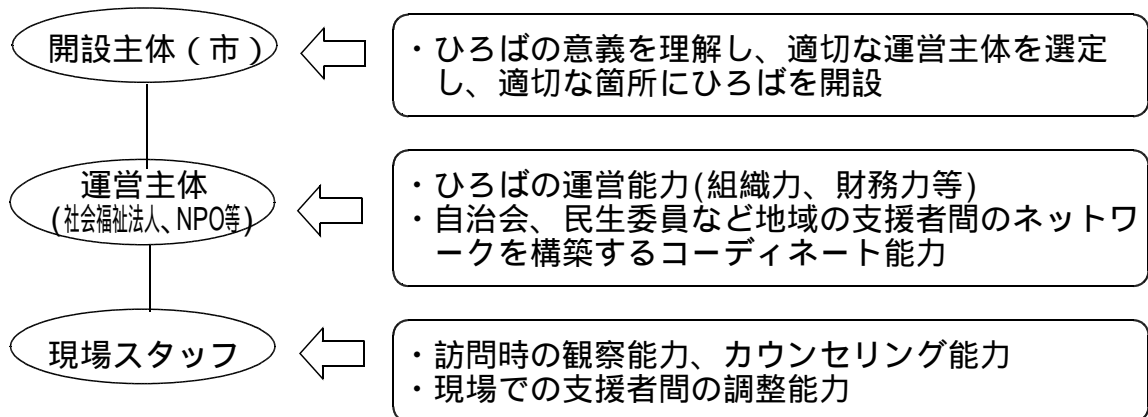 開設主体(市)
・ひろばの意義を理解し、適切な運営主体を選定
し、適切な箇所にひろばを開設
運営主体
(社会福祉法人、NPO等)
・ひろばの運営能力(組織力、財務力等)
・自治会、民生委員など地域の支援者間のネットワ
ークを構築するコーディネート能力
現場スタッフ
・訪問時の観察能力、カウンセリング能力
・現場での支援者間の調整能力